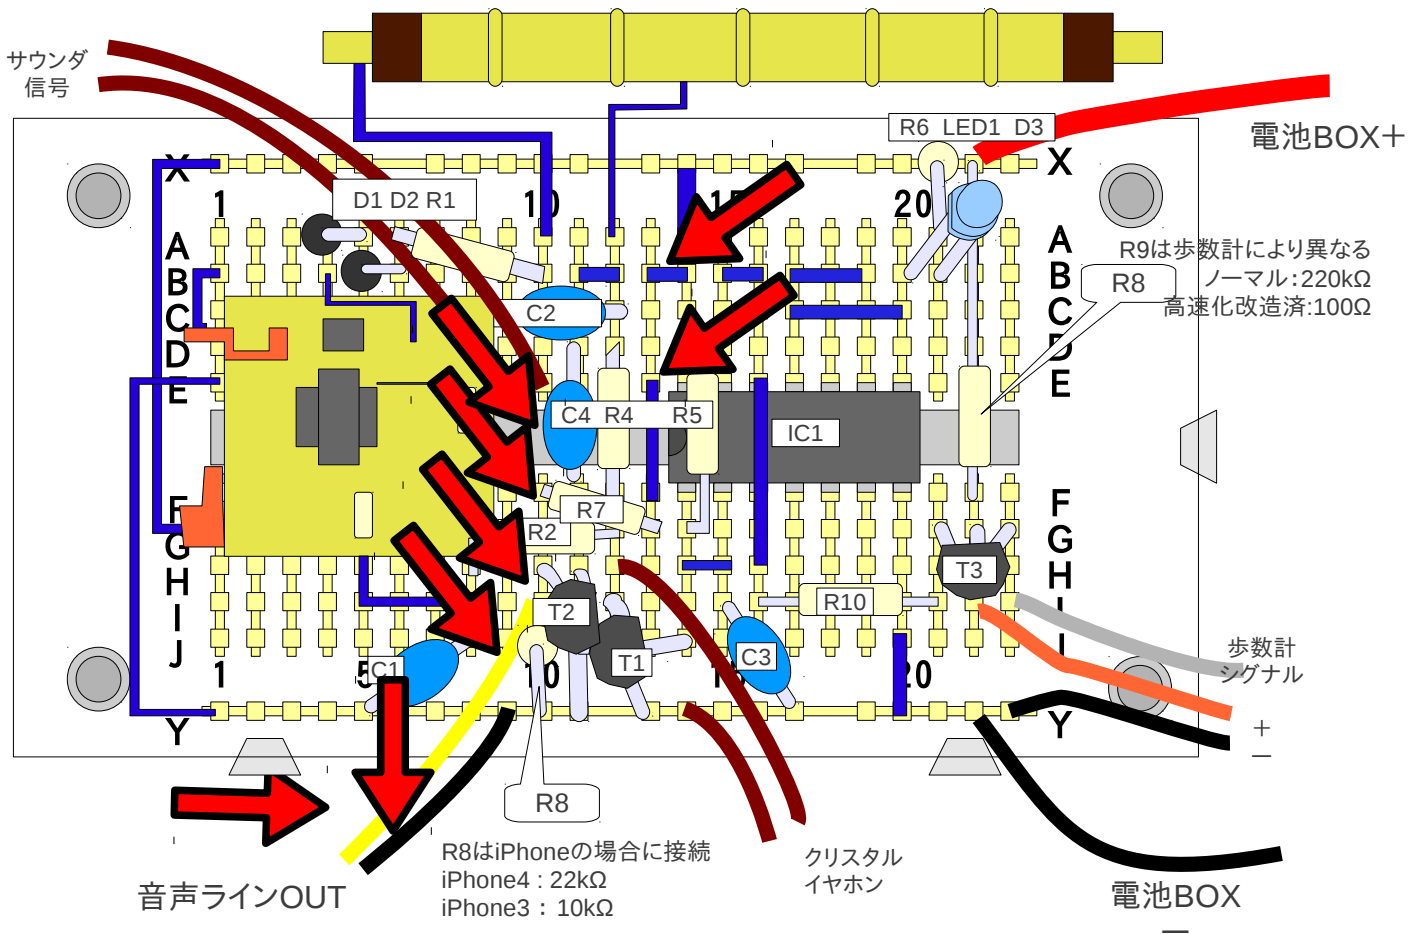 サウンダ
信号
R6 LED1 D3
電池BOX＋
X
X
D1 D2 R1
1
10
15
20
A
B
C
D
E
A
B
C
D
E
R9は歩数計により異なる
ノーマル：220kΩ
高速化改造済:100Ω
R8
C2
C4 R4 R5
IC1
R7
R2
F
G
H
I
J
F
G
H
I
J
T3
T2
R10
T1
C3
C1
1
5
10
15
20
Y
Y
歩数計
シグナル
＋
－
R8
R8はiPhoneの場合に接続
iPhone4 : 22kΩ
iPhone3： 10kΩ
クリスタル
イヤホン
音声ラインOUT
電池BOX
－